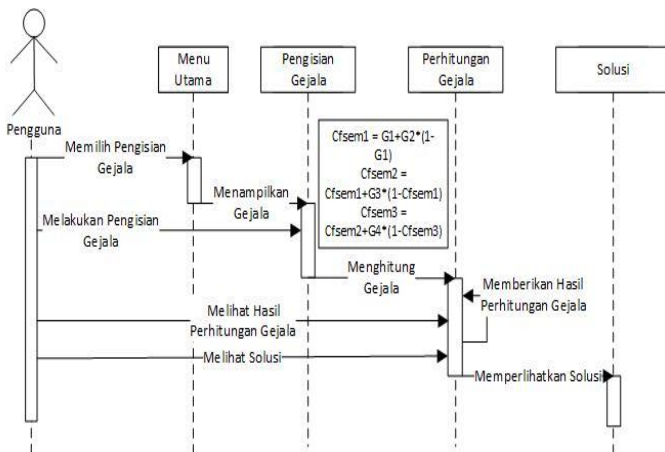 Menu
Utama
Pengisian
Gejala
Perhitungan
Gejala
Solusi
Pengguna
Cfsem1 = G1+G2*(1-
G1)
Cfsem2 =
Cfsem1+G3*(1-Cfsem1)
Cfsem3 =
Cfsem2+G4*(1-Cfsem3)
Memilih Pengisian
Gejala
Menampilkan
Gejala
Melakukan Pengisian
Gejala
Menghitung
Gejala
Memberikan Hasil
Perhitungan Gejala
Melihat Hasil
Perhitungan Gejala
Melihat Solusi
Memperlihatkan Solusi